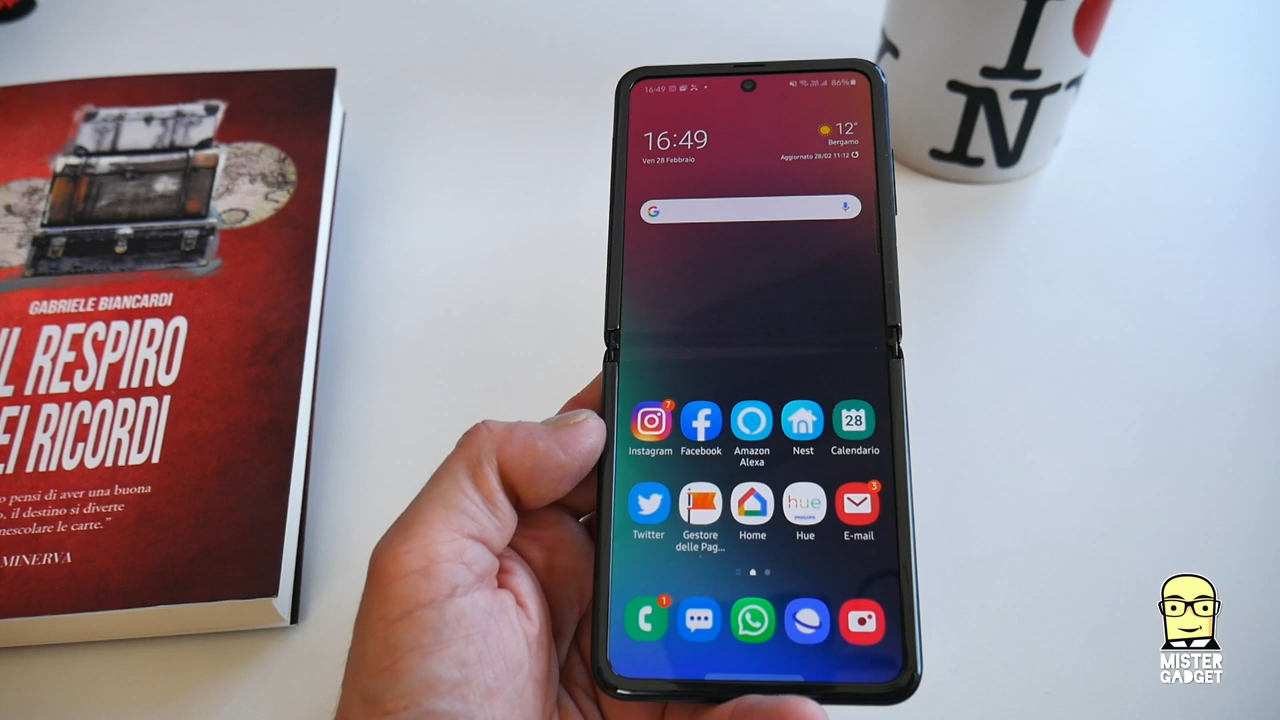 GABRIELE BIANCARDI
IL RESPIRO
EI RICORDI
o pensi di aver una buona
o, il destino si diverte
mescolare le carte.”
MINERVA
16:49
86%
16:49
Ven 28 Febbraio
12°
Bergamo
Aggiornato 28/02 11:12
G
7
28
Instagram
Facebook
Amazon
Alexa
Nest
Calendario
hue
PHILIPS
3
Twitter
Gestore
delle Pag...
Home
Hue
E-mail
1
I
N
MISTER
GADGET